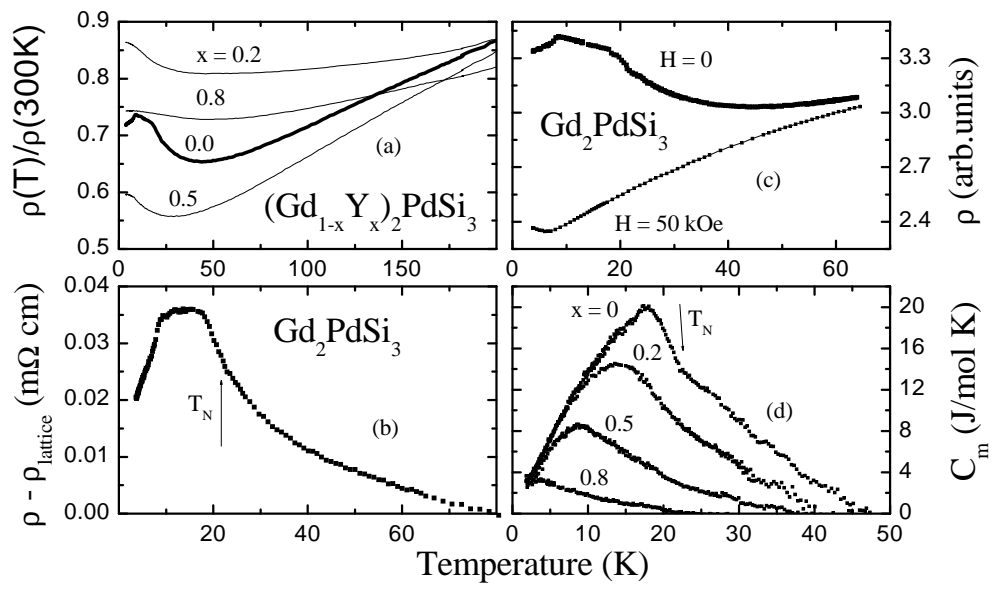 0.9
0.8
0.7
0.6
0.5
ρ(T)/ρ(300K)
x = 0.2
0.8
0.0
0.5
(a)
(Gd1-xYx)2PdSi3
0 50 100 150
3.3
3.0
2.7
2.4
ρ (arb.units)
H = 0
Gd2PdSi3
(c)
H = 50 kOe
0 20 40 60
0.04
0.03
0.02
0.01
0.00
ρ - ρlattice (mΩ cm)
Gd2PdSi3
TN
(b)
0 20 40 60
20
16
12
8
4
0
Cm (J/mol K)
x = 0
TN
0.2
0.5
(d)
0.8
0 10 20 30 40 50
Temperature (K)